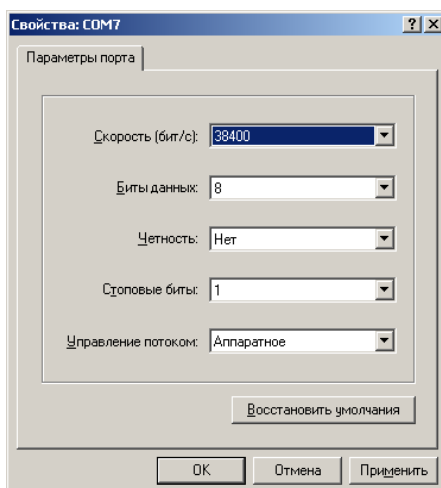 Свойства: COM7
Параметры порта
Скорость (бит/с): 38400
Биты данных: 8
Четность: Нет
Стоповые биты: 1
Управление потоком: Аппаратное
Восстановить умолчания
OK Отмена Применить